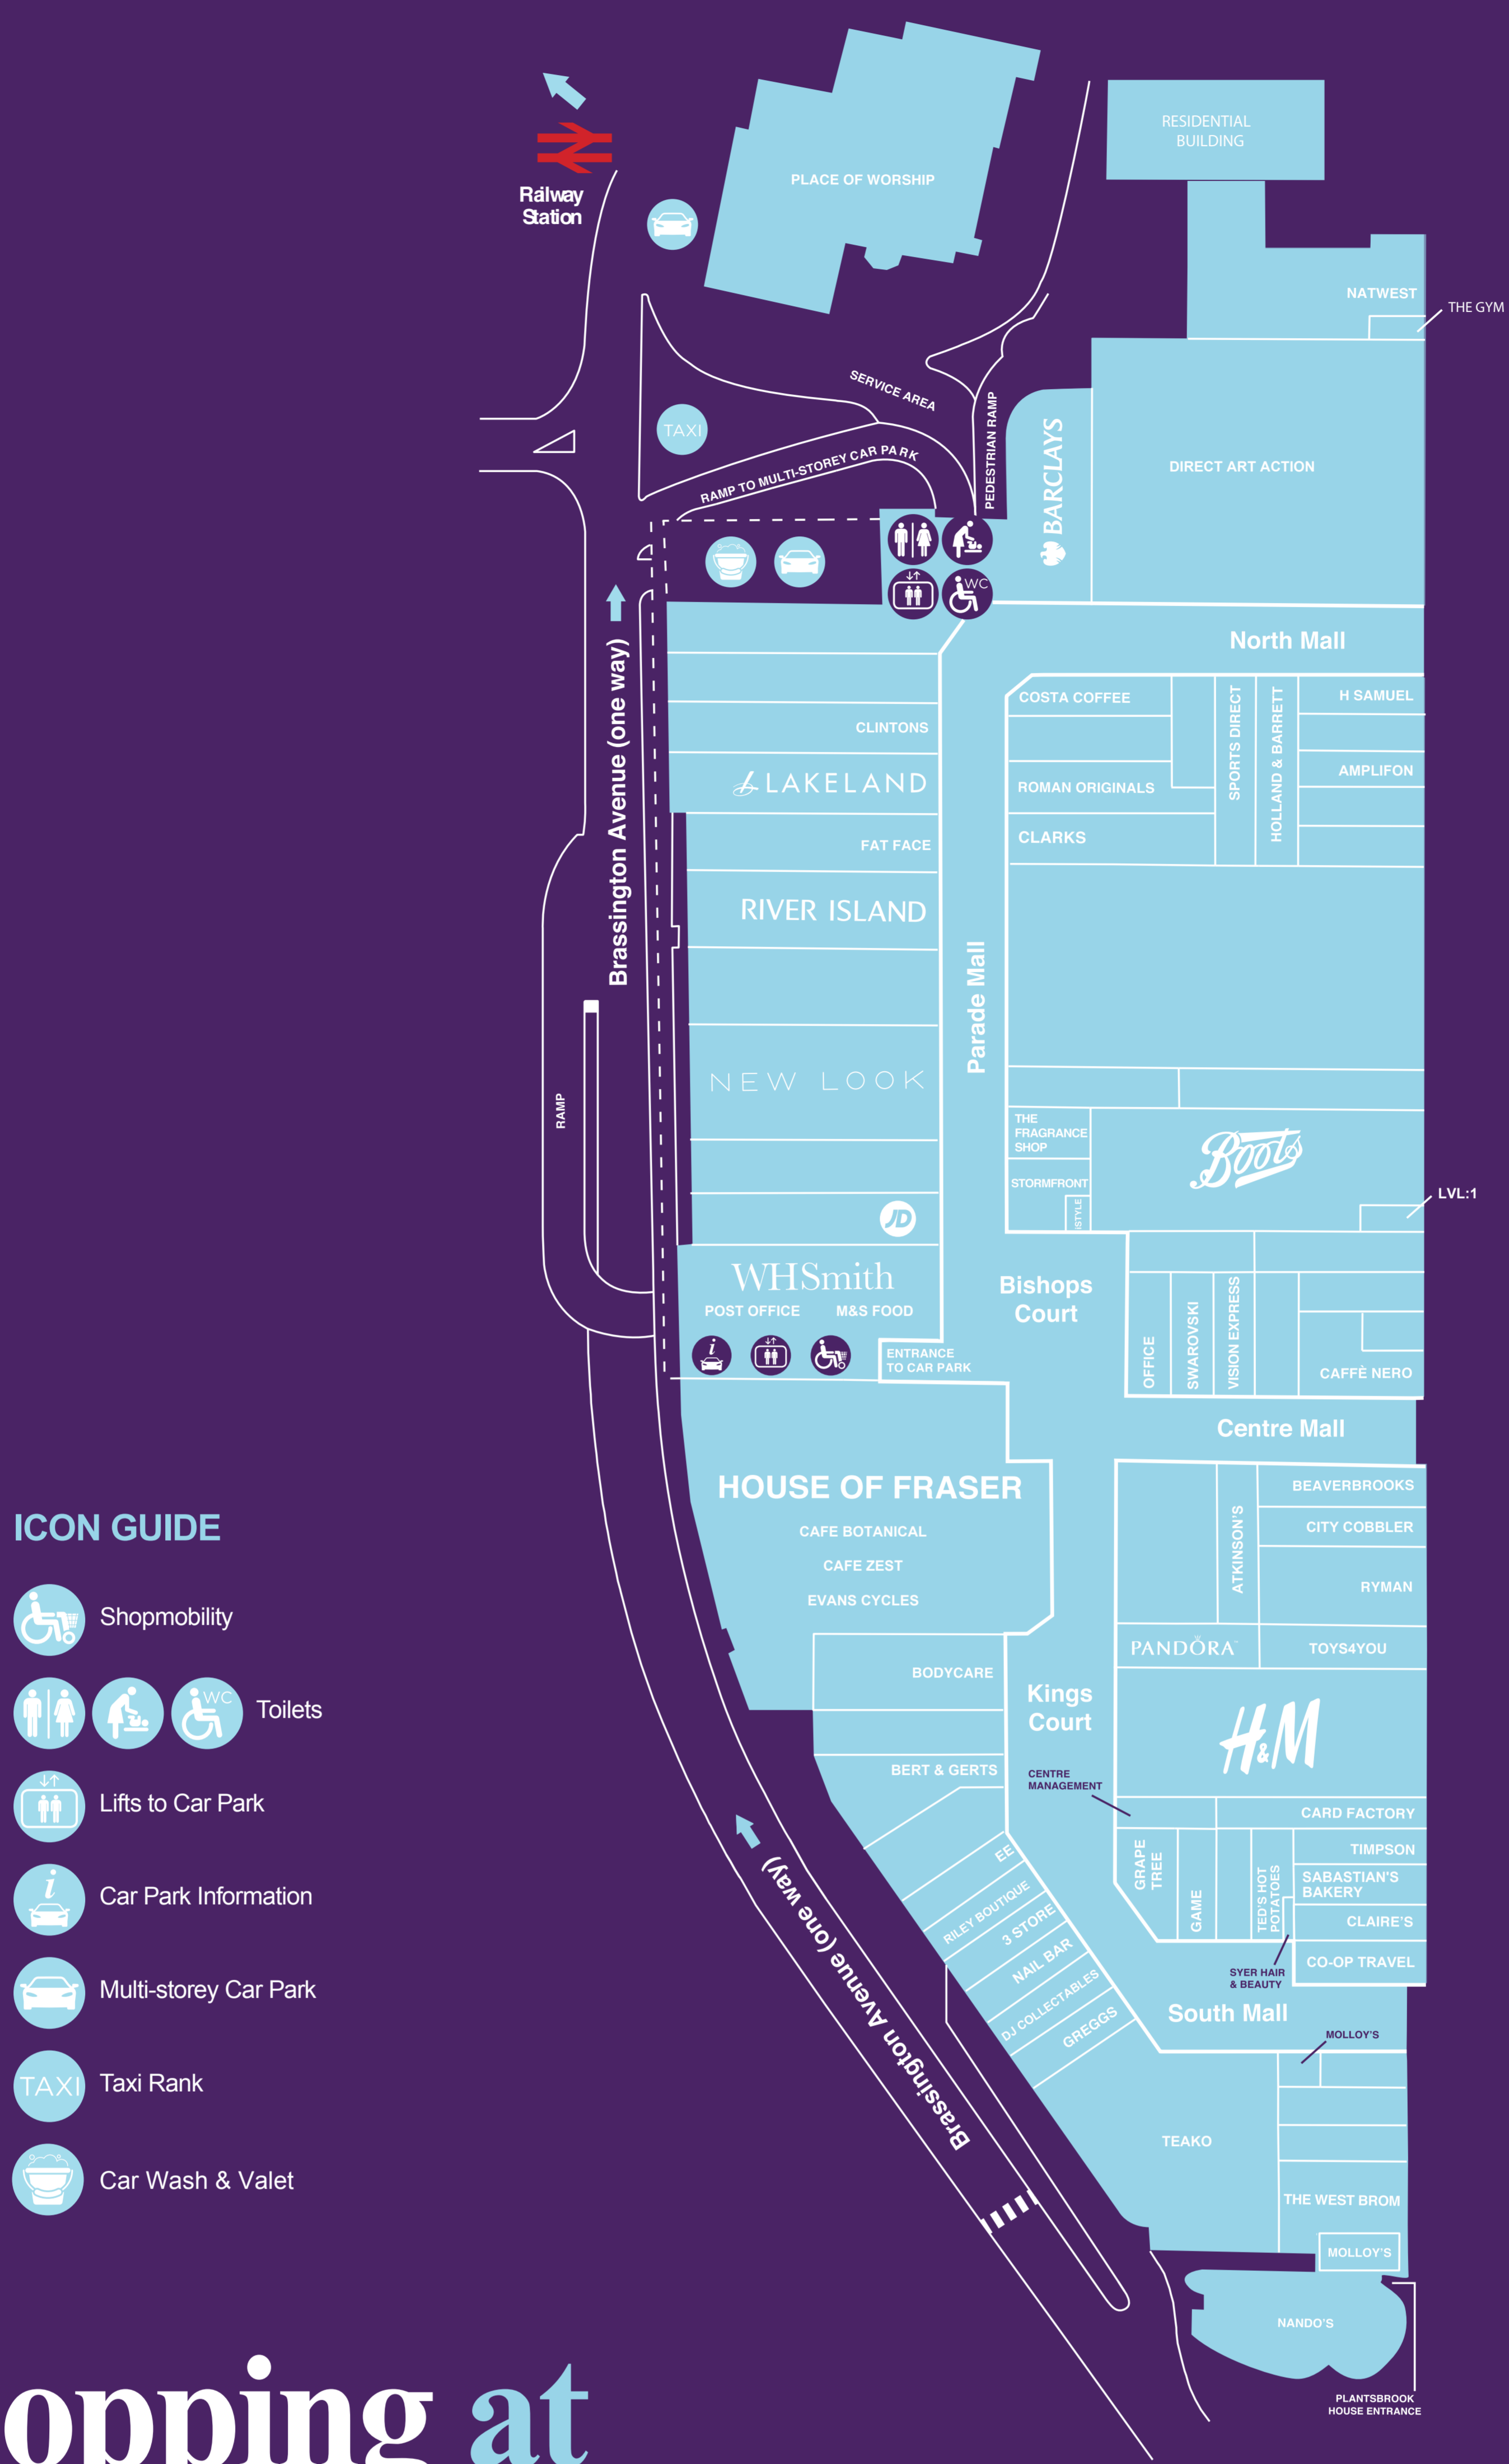 RESIDENTIAL
BUILDING
PLACE OF WORSHIP
Railway
Station
NATWEST
THE GYM
SERVICE AREA
PEDESTRIAN RAMP
TAXI
RAMP TO MULTI-STOREY CAR PARK
BARCLAYS
DIRECT ART ACTION
WC
North Mall
Brassington Avenue (one way)
COSTA COFFEE
SPORTS DIRECT
HOLLAND & BARRETT
H SAMUEL
CLINTONS
LAKELAND
ROMAN ORIGINALS
AMPLIFON
CLARKS
FAT FACE
RIVER ISLAND
Parade Mall
NEW LOOK
RAMP
THE
FRAGRANCE
SHOP
Boots
STORMFRONT
ISTYLE
LVL:1
JD
WHSmith
POST OFFICE
M&S FOOD
Bishops
Court
i
ENTRANCE
TO CAR PARK
OFFICE
SWAROVSKI
VISION EXPRESS
CAFFÈ NERO
Centre Mall
HOUSE OF FRASER
CAFE BOTANICAL
CAFE ZEST
EVANS CYCLES
ATKINSON'S
BEAVERBROOKS
CITY COBBLER
RYMAN
PANDORA™
TOYS4YOU
BODYCARE
Kings
Court
H&M
BERT & GERTS
CENTRE
MANAGEMENT
CARD FACTORY
GRAPE
TREE
GAME
TED'S HOT
POTATOES
TIMPSON
SABASTIAN'S
BAKERY
CLAIRE'S
CO-OP TRAVEL
EE
RILEY BOUTIQUE
3 STORE
NAIL BAR
DJ COLLECTABLES
GREGGS
SYER HAIR
& BEAUTY
South Mall
MOLLOY'S
Brassington Avenue (one way)
TEAKO
THE WEST BROM
MOLLOY'S
NANDO'S
PLANTSBROOK
HOUSE ENTRANCE
ICON GUIDE
Shopmobility
WC
Toilets
Lifts to Car Park
i
Car Park Information
Multi-storey Car Park
TAXI
Taxi Rank
Car Wash & Valet
opping at